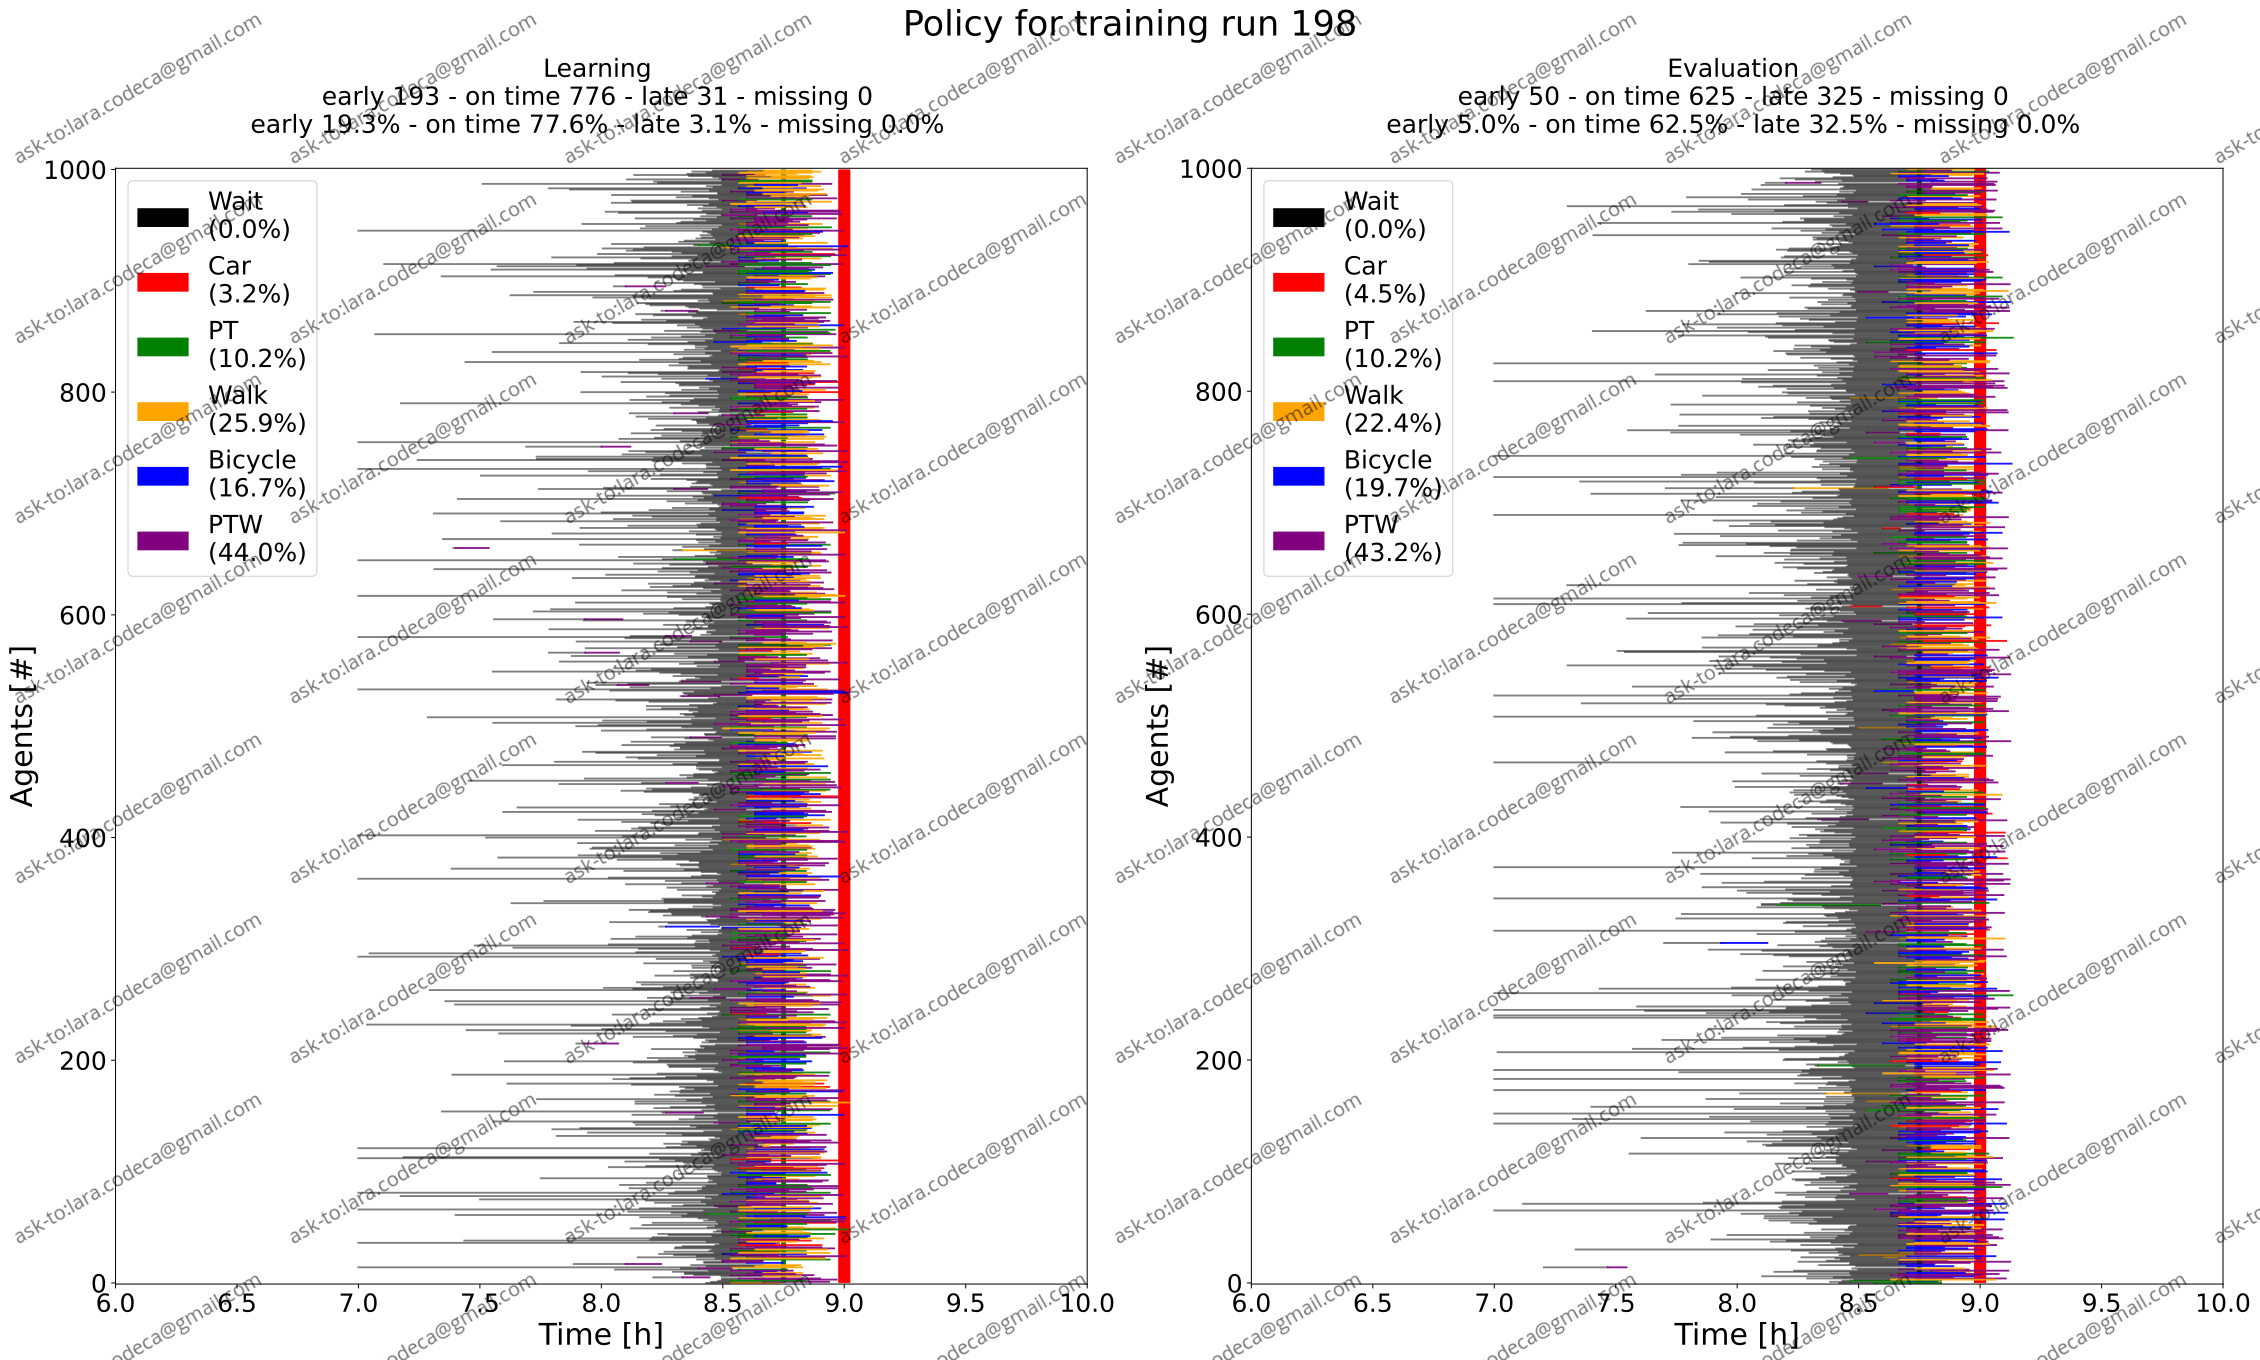 Policy for training run 198
Learning
early 193 - on time 776 - late 31 - missing 0
early 19.3% - on time 77.6% - late 3.1% - missing 0.0%
Evaluation
early 50 - on time 625 - late 325 - missing 0
early 5.0% - on time 62.5% - late 32.5% - missing 0.0%
Agents [#]
1000
800
600
400
200
0
Wait
(0.0%)
Car
(3.2%)
PT
(10.2%)
Walk
(25.9%)
Bicycle
(16.7%)
PTW
(44.0%)
6.0 6.5 7.0 7.5 8.0 8.5 9.0 9.5 10.0
Time [h]
Agents [#]
1000
800
600
400
200
0
Wait
(0.0%)
Car
(4.5%)
PT
(10.2%)
Walk
(22.4%)
Bicycle
(19.7%)
PTW
(43.2%)
6.0 6.5 7.0 7.5 8.0 8.5 9.0 9.5 10.0
Time [h]
ask-to:lara.codeca@gmail.com